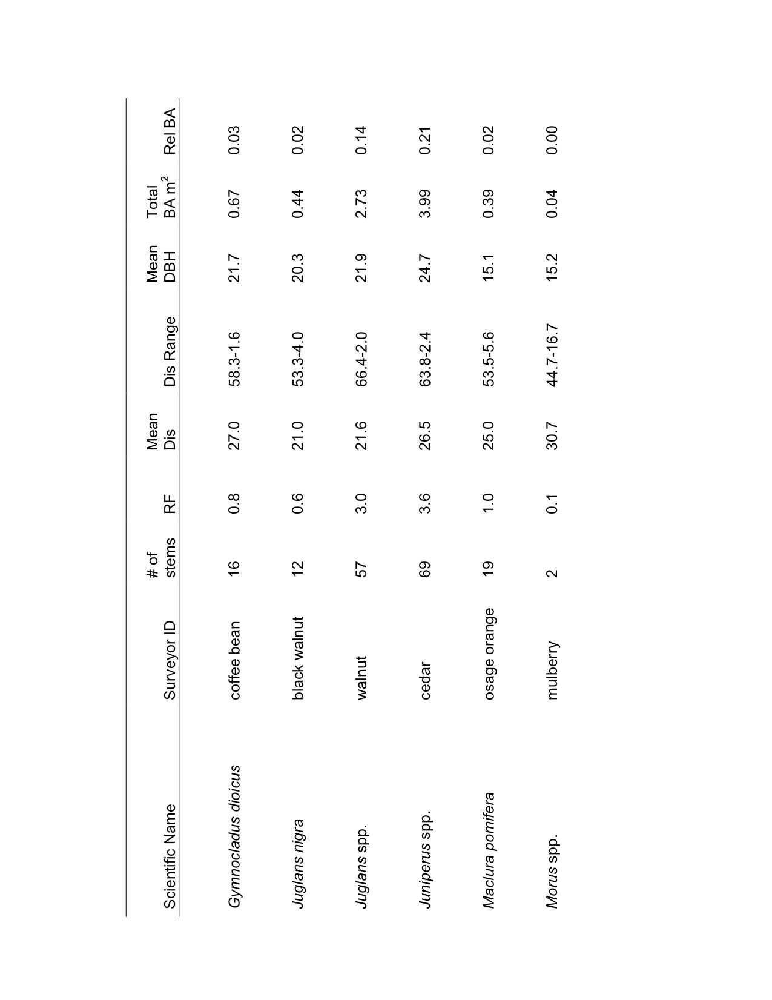 Scientific Name Surveyor ID # of stems RF Mean Dis Dis Range Mean DBH Total BA m² Rel BA
Gymnocladus dioicus coffee bean 16 0.8 27.0 58.3-1.6 21.7 0.67 0.03
Juglans nigra black walnut 12 0.6 21.0 53.3-4.0 20.3 0.44 0.02
Juglans spp. walnut 57 3.0 21.6 66.4-2.0 21.9 2.73 0.14
Juniperus spp. cedar 69 3.6 26.5 63.8-2.4 24.7 3.99 0.21
Maclura pomifera osage orange 19 1.0 25.0 53.5-5.6 15.1 0.39 0.02
Morus spp. mulberry 2 0.1 30.7 44.7-16.7 15.2 0.04 0.00